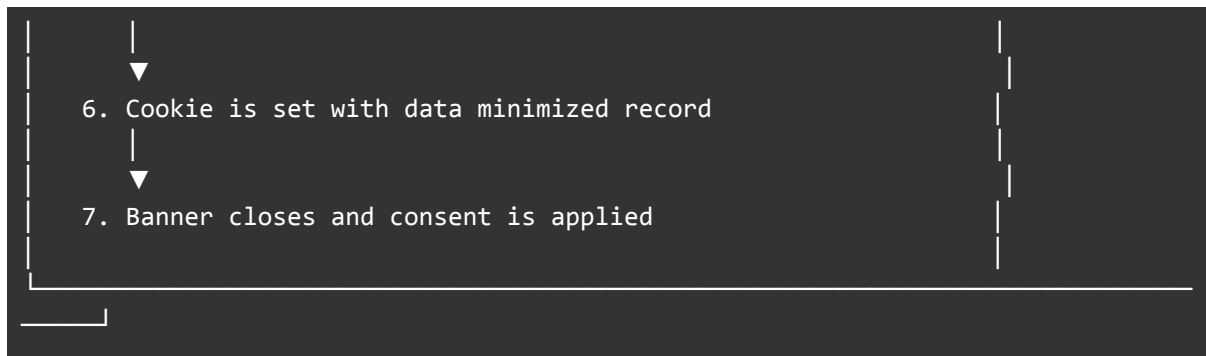 6. Cookie is set with data minimized record
7. Banner closes and consent is applied